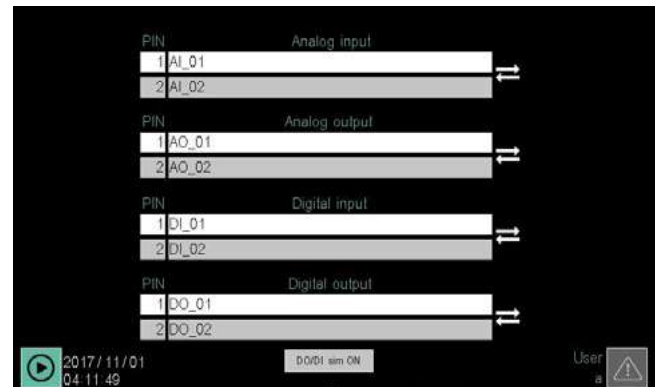 PIN Analog input
1 AI_01
2 AI_02
PIN Analog output
1 AO_01
2 AO_02
PIN Digital input
1 DI_01
2 DI_02
PIN Digital output
1 DO_01
2 DO_02
2017/11/01 DO/DI sim ON User
04:11:49 a